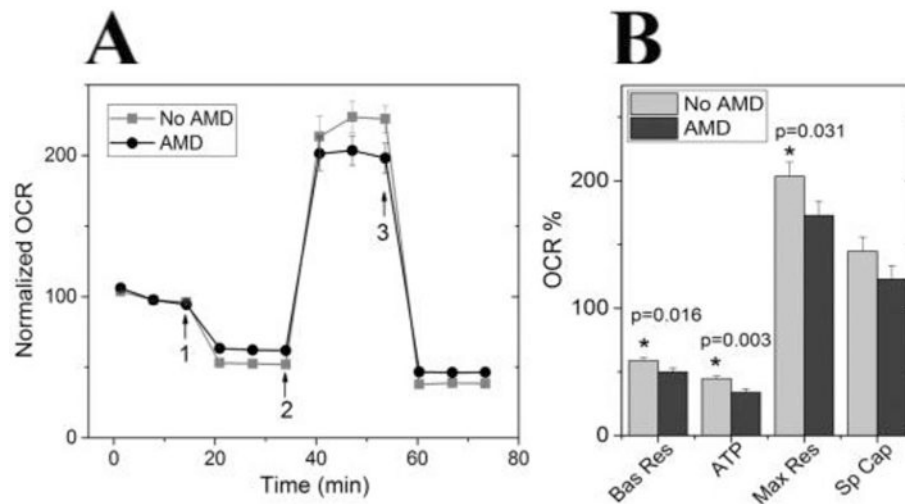 A
Normalized OCR
200
100
0
No AMD
AMD
1
2
3
0
20
40
60
80
Time (min)
B
OCR %
200
100
0
No AMD
AMD
p=0.016
*
p=0.003
*
p=0.031
*
Bas Res
ATP
Max Res
Sp Cap